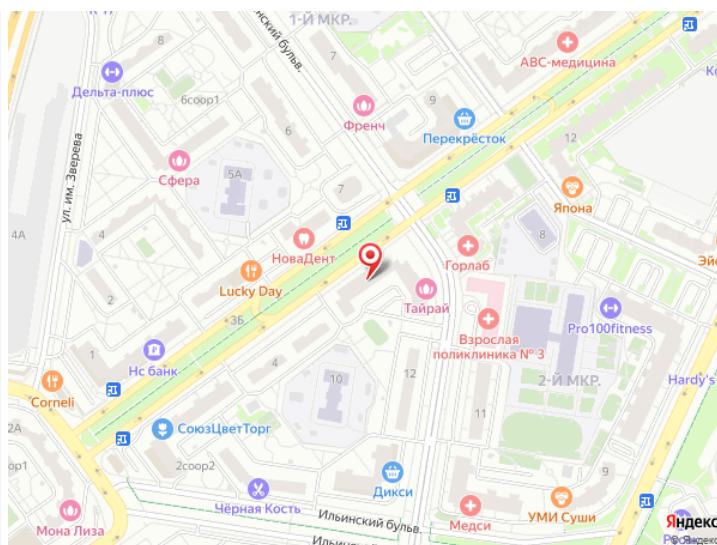 1-Й МКР.
Ильинский бульв.
8
Дельта-плюс
6соор1
6
Френч
9
АВС-медицина
Перекрёсток
12
Япона
ул. им. Зверева
Сфера
5А
7
4А
4
НоваДент
Lucky Day
3Б
Горлаб
8
Тайрай
Взрослая
поликлиника № 3
Pro100fitness
2-Й МКР.
Hardy's
1
Нс банк
Corneli
4
10
12
11
2А
СоюзЦветТорг
2соор2
Чёрная Кость
Дикси
9
Мона Лиза
Ильинский бульв.
Медси
УМИ Суши
Яндекс